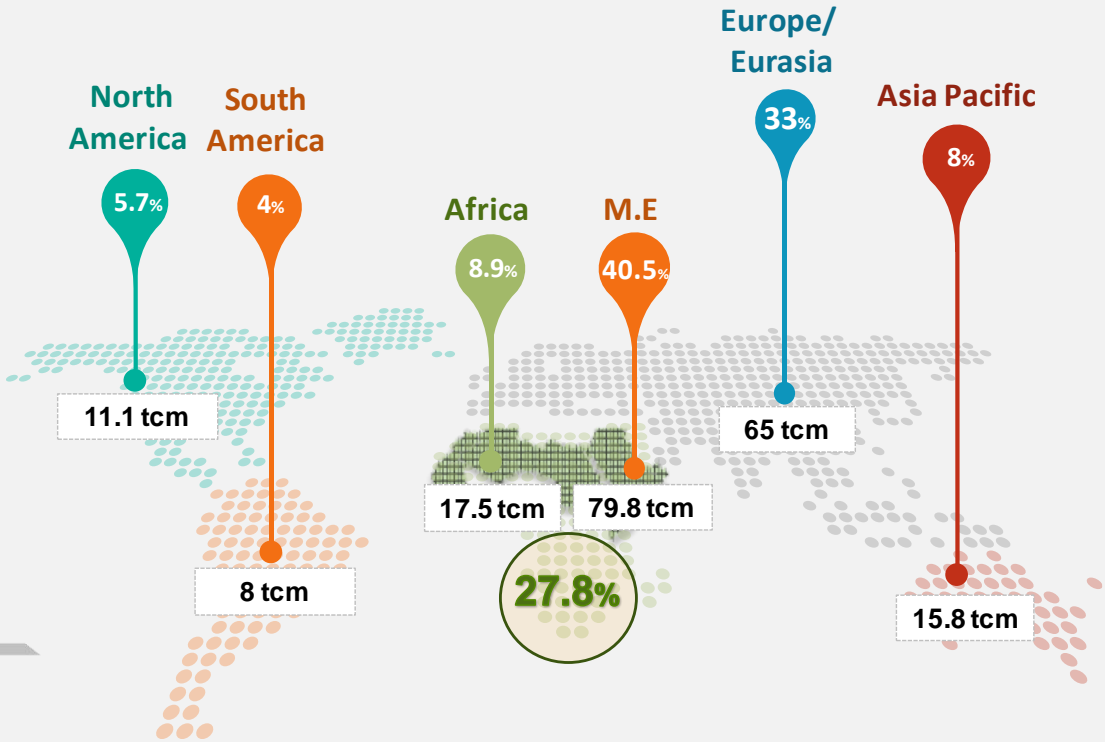 North
America
5.7%
11.1 tcm
South
America
4%
8 tcm
Africa
8.9%
17.5 tcm
M.E
40.5%
79.8 tcm
27.8%
Europe/
Eurasia
33%
65 tcm
Asia Pacific
8%
15.8 tcm